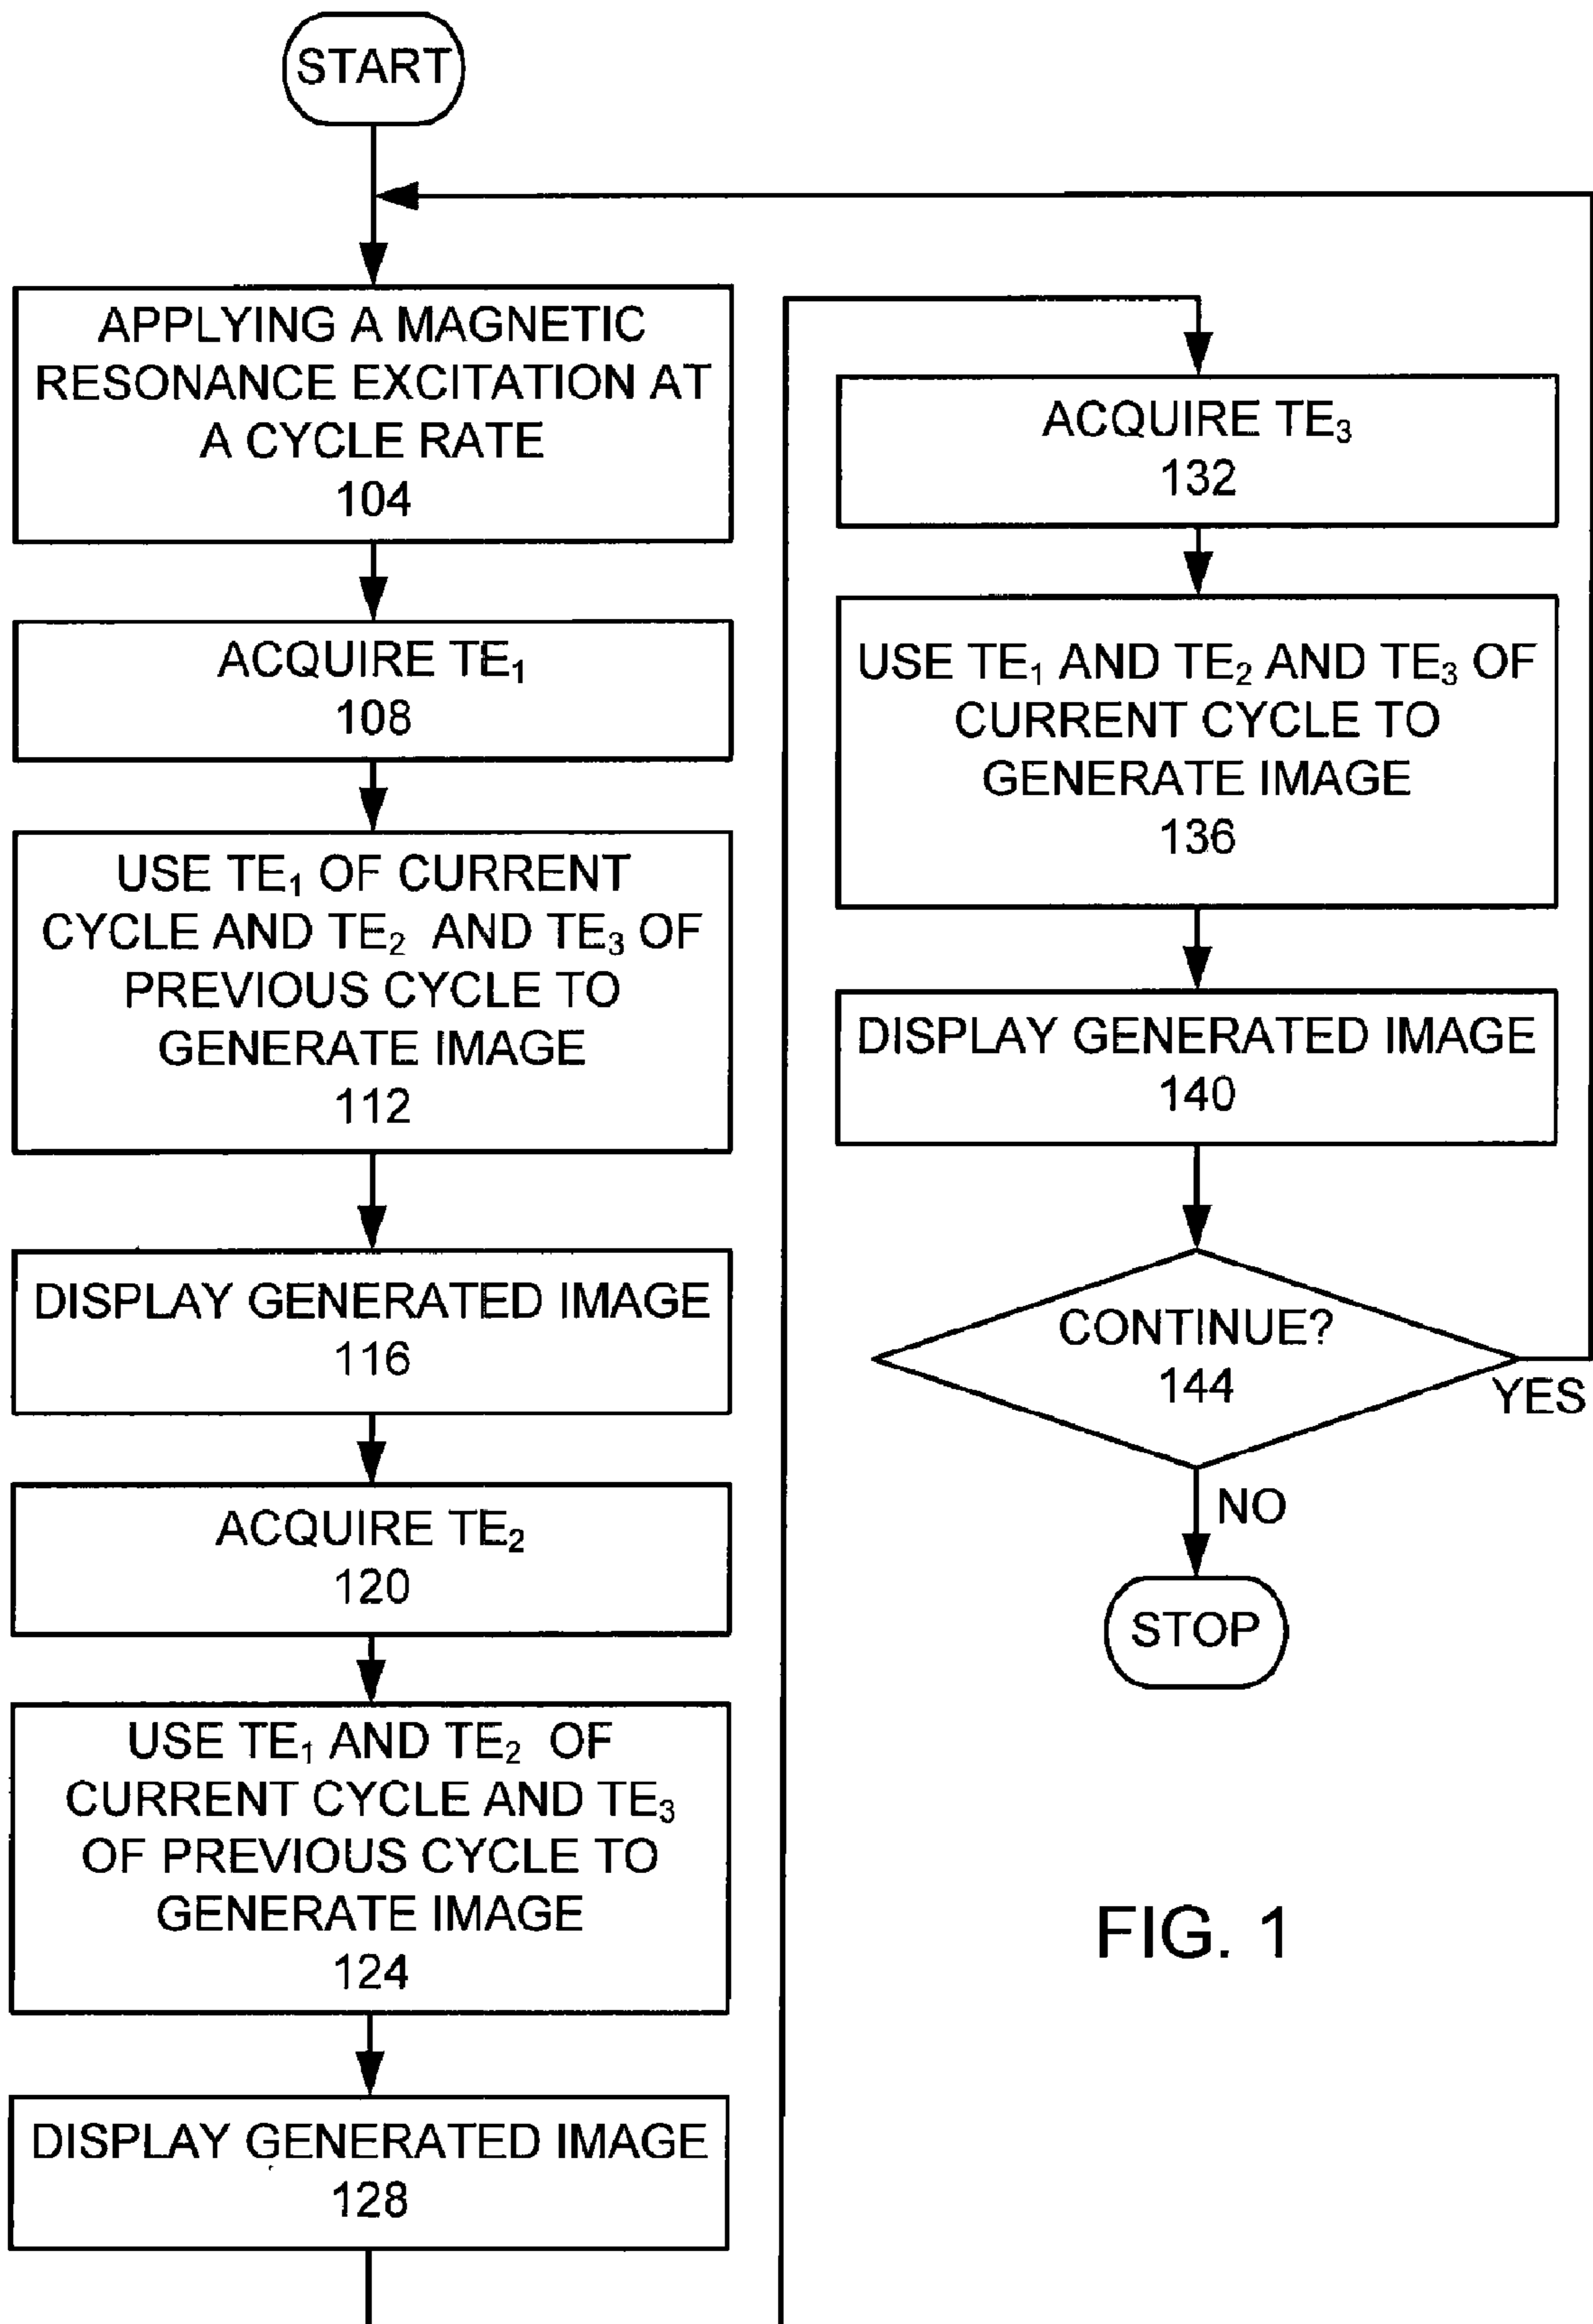 START
APPLYING A MAGNETIC
RESONANCE EXCITATION AT
A CYCLE RATE
104
ACQUIRE TE₁
108
USE TE₁ OF CURRENT
CYCLE AND TE₂ AND TE₃ OF
PREVIOUS CYCLE TO
GENERATE IMAGE
112
DISPLAY GENERATED IMAGE
116
ACQUIRE TE₂
120
USE TE₁ AND TE₂ OF
CURRENT CYCLE AND TE₃
OF PREVIOUS CYCLE TO
GENERATE IMAGE
124
DISPLAY GENERATED IMAGE
128
ACQUIRE TE₃
132
USE TE₁ AND TE₂ AND TE₃ OF
CURRENT CYCLE TO
GENERATE IMAGE
136
DISPLAY GENERATED IMAGE
140
CONTINUE?
144
YES
NO
STOP
FIG. 1